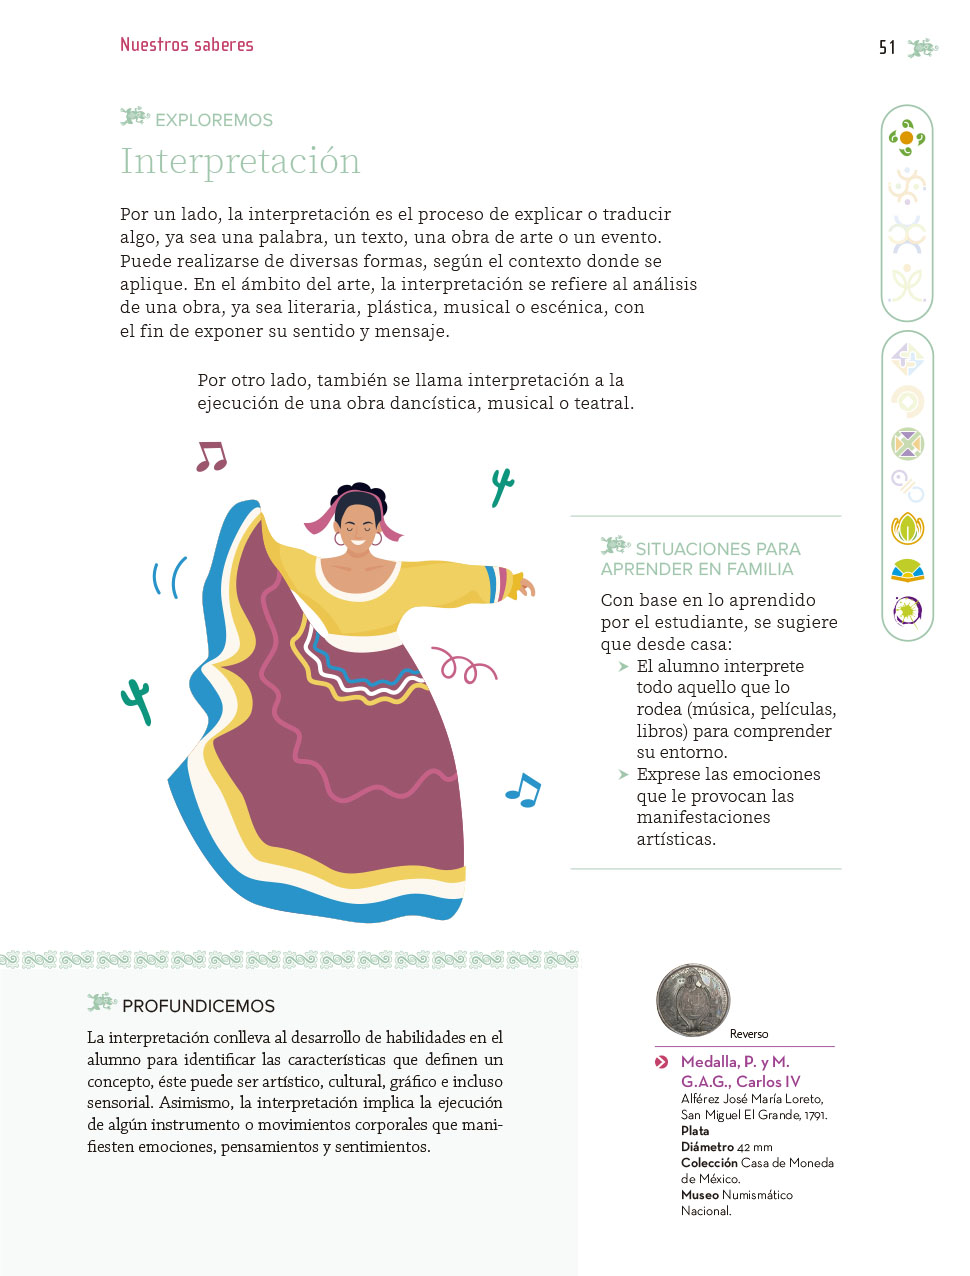 Nuestros saberes
51
EXPLOREMOS
Interpretación
Por un lado, la interpretación es el proceso de explicar o traducir
algo, ya sea una palabra, un texto, una obra de arte o un evento.
Puede realizarse de diversas formas, según el contexto donde se
aplique. En el ámbito del arte, la interpretación se refiere al análisis
de una obra, ya sea literaria, plástica, musical o escénica, con
el fin de exponer su sentido y mensaje.
Por otro lado, también se llama interpretación a la
ejecución de una obra dancística, musical o teatral.
SITUACIONES PARA
APRENDER EN FAMILIA
Con base en lo aprendido
por el estudiante, se sugiere
que desde casa:
El alumno interprete
todo aquello que lo
rodea (música, películas,
libros) para comprender
su entorno.
Exprese las emociones
que le provocan las
manifestaciones
artísticas.
PROFUNDICEMOS
La interpretación conlleva al desarrollo de habilidades en el
alumno para identificar las características que definen un
concepto, éste puede ser artístico, cultural, gráfico e incluso
sensorial. Asimismo, la interpretación implica la ejecución
de algún instrumento o movimientos corporales que mani-
fiesten emociones, pensamientos y sentimientos.
Reverso
Medalla, P. y M.
G.A.G., Carlos IV
Alférez José María Loreto,
San Miguel El Grande, 1791.
Plata
Diámetro 42 mm
Colección Casa de Moneda
de México.
Museo Numismático
Nacional.